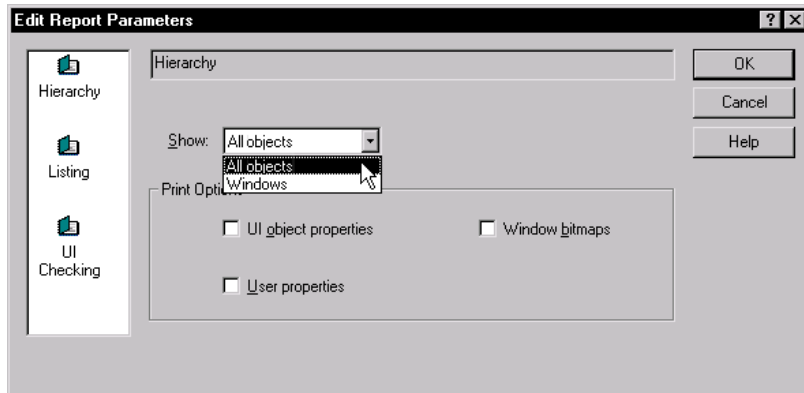 Edit Report Parameters
Hierarchy
Listing
UI
Checking
Hierarchy
Show: All objects
All objects
Windows
Print Opti
UI object properties
Window bitmaps
User properties
OK
Cancel
Help